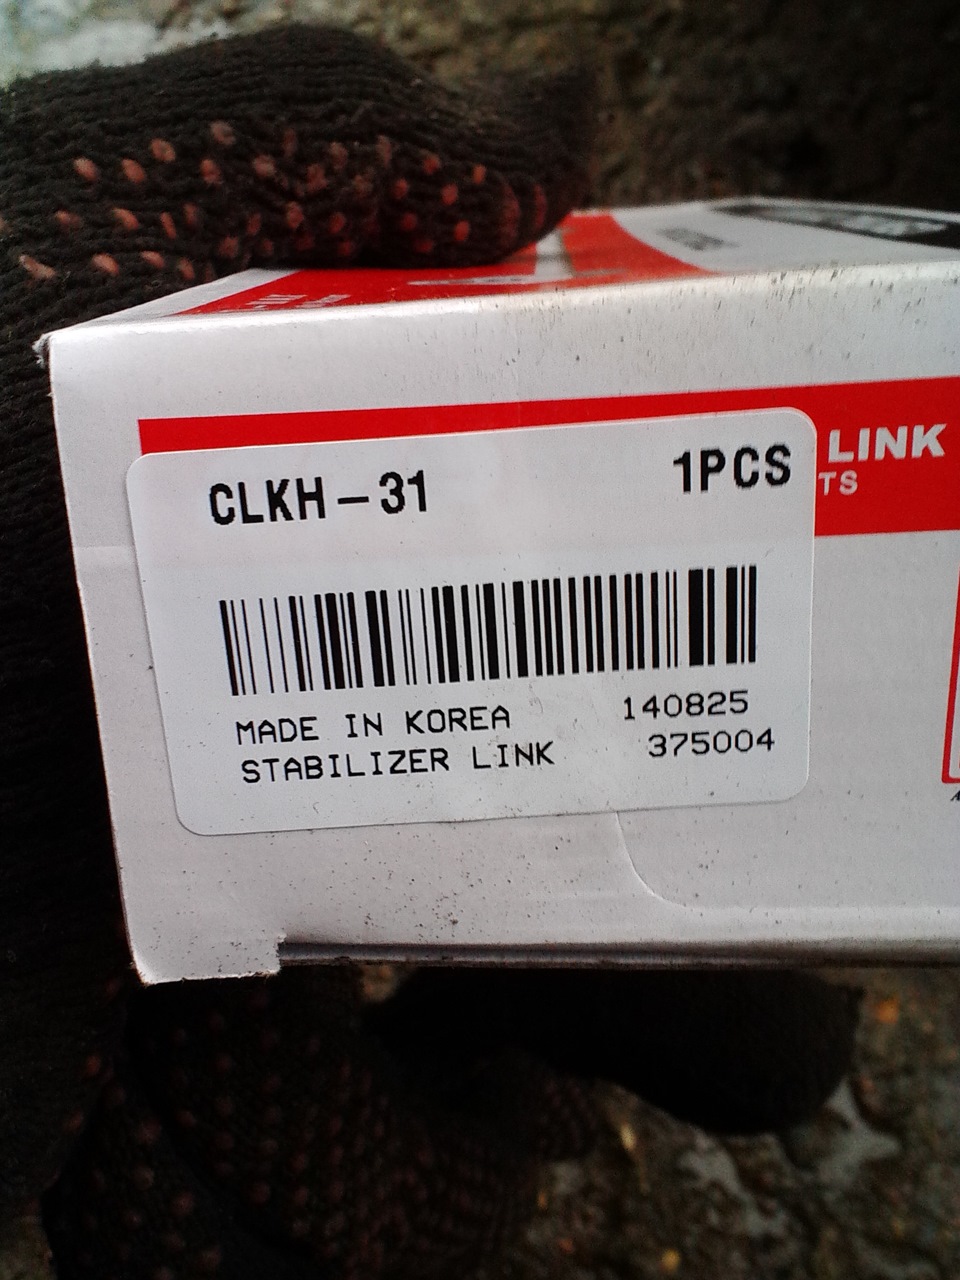 LINK
TS
CLKH-31 1PCS
MADE IN KOREA 140825
STABILIZER LINK 375004